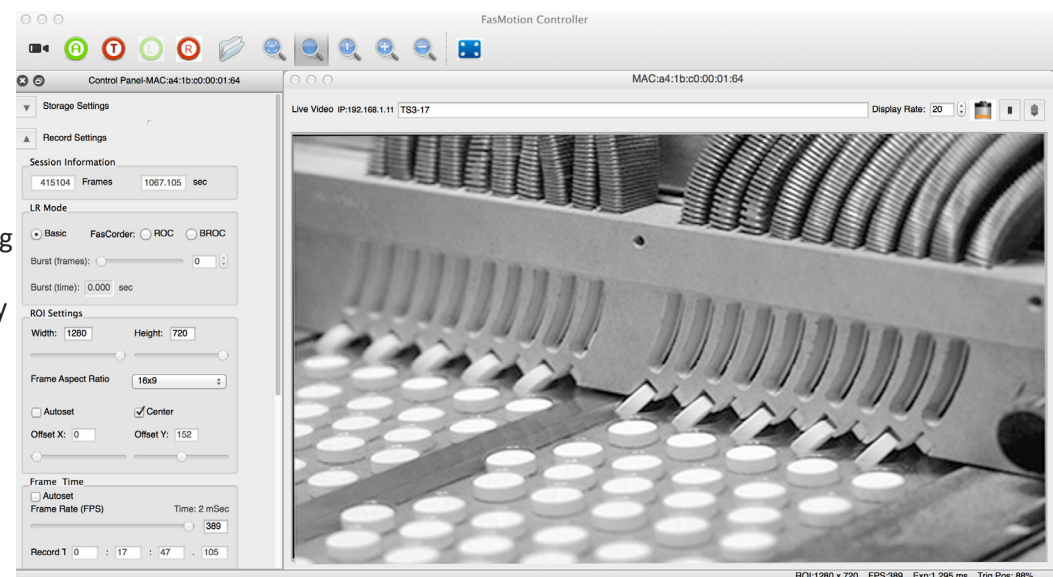 FasMotion Controller
A T L R
Control Panel-MAC:a4:1b:c0:00:01:64
MAC:a4:1b:c0:00:01:64
Storage Settings
Live Video IP:192.168.1.11 TS3-17 Display Rate: 20
Record Settings
Session Information
415104 Frames 1067.105 sec
LR Mode
g
Basic FasCorder: ROC BROC
Burst (frames): 0
Burst (time): 0.000 sec
y
ROI Settings
Width: 1280 Height: 720
Frame Aspect Ratio 16x9
Autoset Center
Offset X: 0 Offset Y: 152
Frame Time
Autoset
Frame Rate (FPS) Time: 2 mSec
389
Record T 0 : 17 : 47 . 105
ROI:1280 x 720 FPS:389 Exp:1.295 ms Trig Pos: 88%